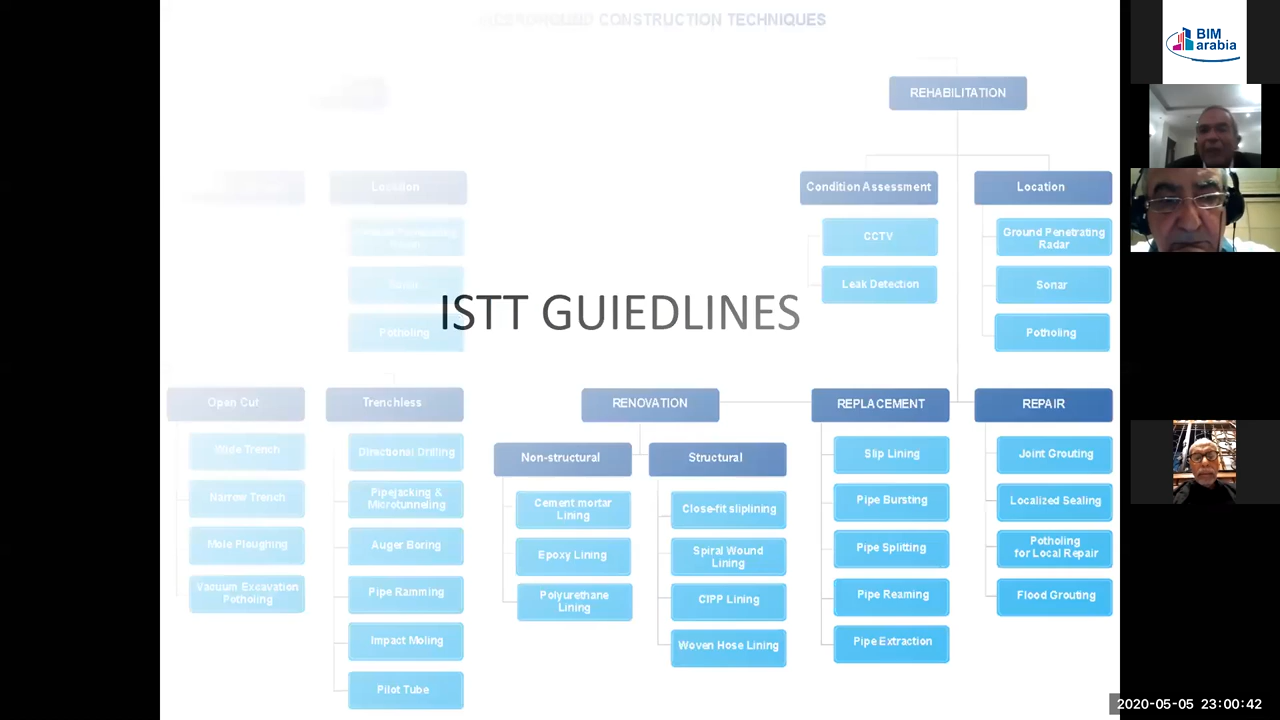 CONSTRUCTION TECHNIQUES
BIM
arabia
REHABILITATION
Location
Condition Assessment
Location
CCTV
Ground Penetrating
Radar
Leak Detection
Sonar
ISTT GUIEDLINES
Potholing
Potholing
Open Cut
Trenchless
RENOVATION
REPLACEMENT
REPAIR
Wide Trench
Narrow Trench
Mole Ploughing
Vacuum Excavation
Potholing
Directional Drilling
Pipejacking &
Microtunneling
Auger Boring
Pipe Ramming
Impact Moling
Pilot Tube
Non-structural
Cement mortar
Lining
Epoxy Lining
Polyurethane
Lining
Structural
Close-fit sliplining
Spiral Wound
Lining
CIPP Lining
Woven Hose Lining
Slip Lining
Pipe Bursting
Pipe Splitting
Pipe Reaming
Pipe Extraction
Joint Grouting
Localized Sealing
Potholing
for Local Repair
Flood Grouting
2020-05-05 23:00:42